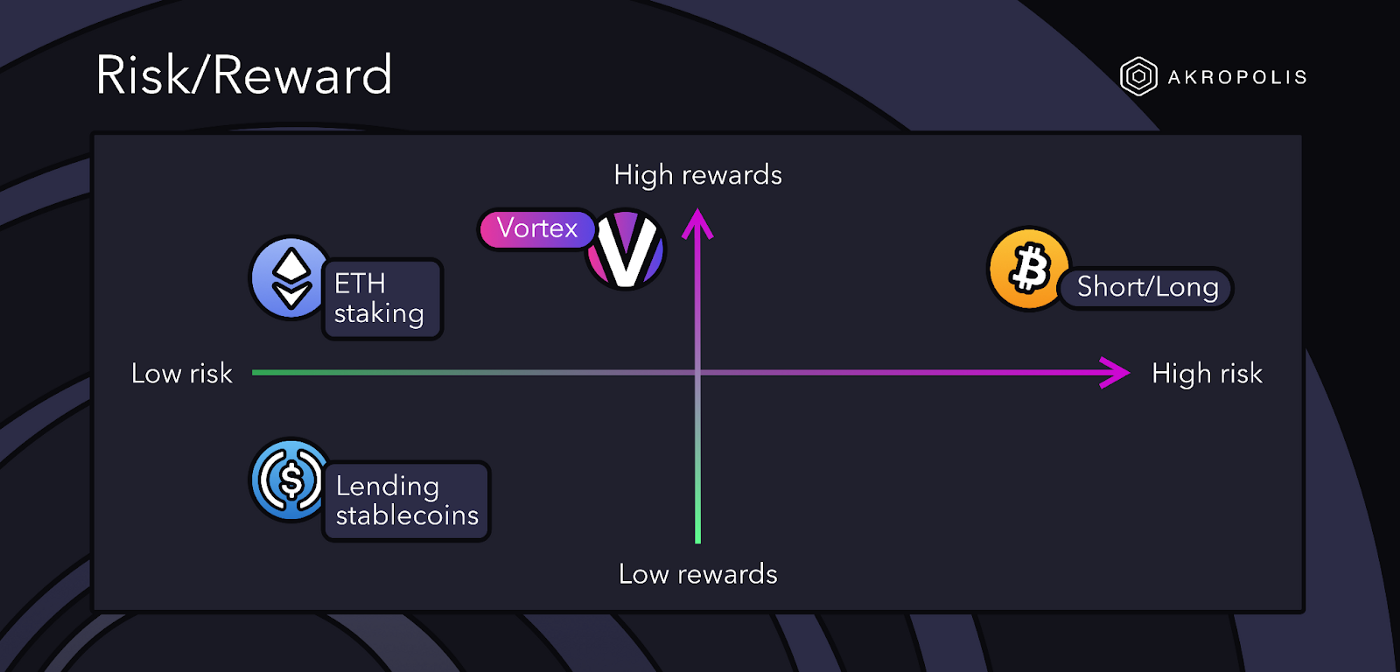 Risk/Reward
AKROPOLIS
High rewards
Vortex
ETH
staking
Short/Long
Low risk
High risk
Lending
stablecoins
Low rewards